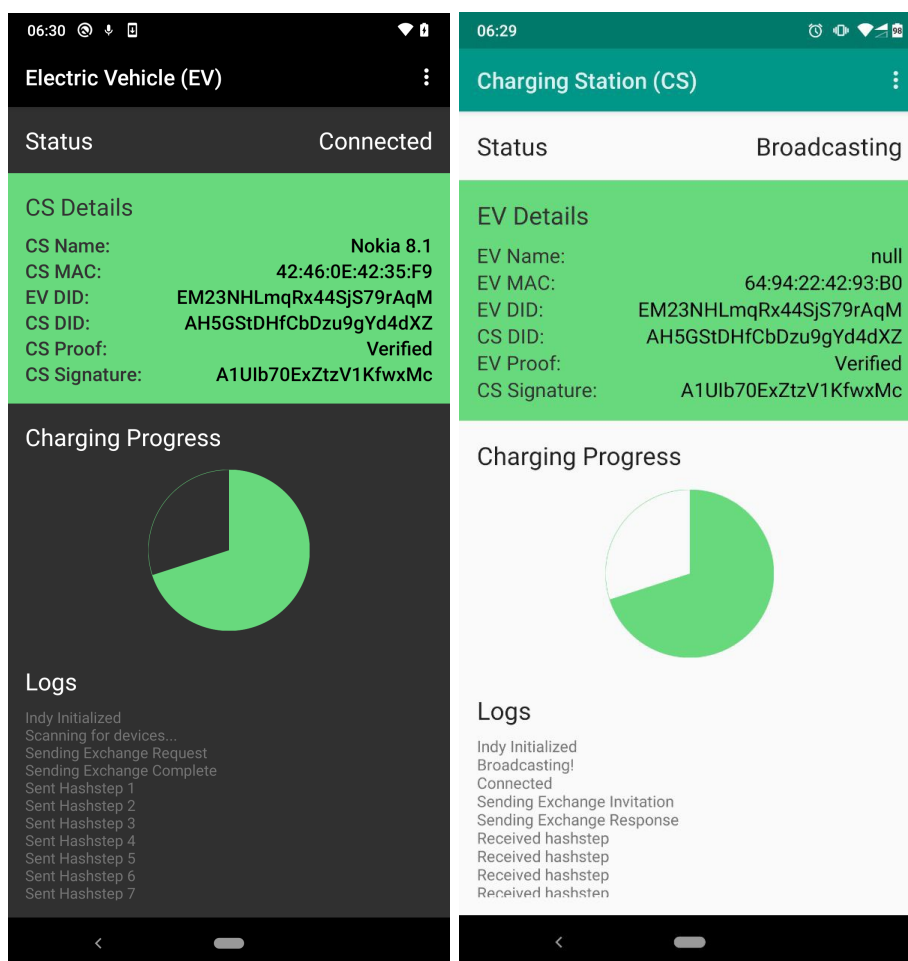 06:30
Electric Vehicle (EV)
Status Connected
CS Details
CS Name: Nokia 8.1
CS MAC: 42:46:0E:42:35:F9
EV DID: EM23NHLmqRx44SjS79rAqM
CS DID: AH5GStDHfCbDzu9gYd4dXZ
CS Proof: Verified
CS Signature: A1UIb70ExZtzV1KfwxMc
Charging Progress
Logs
Indy Initialized
Scanning for devices...
Sending Exchange Request
Sending Exchange Complete
Sent Hashstep 1
Sent Hashstep 2
Sent Hashstep 3
Sent Hashstep 4
Sent Hashstep 5
Sent Hashstep 6
Sent Hashstep 7
06:29 98
Charging Station (CS)
Status Broadcasting
EV Details
EV Name: null
EV MAC: 64:94:22:42:93:B0
EV DID: EM23NHLmqRx44SjS79rAqM
CS DID: AH5GStDHfCbDzu9gYd4dXZ
EV Proof: Verified
CS Signature: A1UIb70ExZtzV1KfwxMc
Charging Progress
Logs
Indy Initialized
Broadcasting!
Connected
Sending Exchange Invitation
Sending Exchange Response
Received hashstep
Received hashstep
Received hashstep
Received hashstep